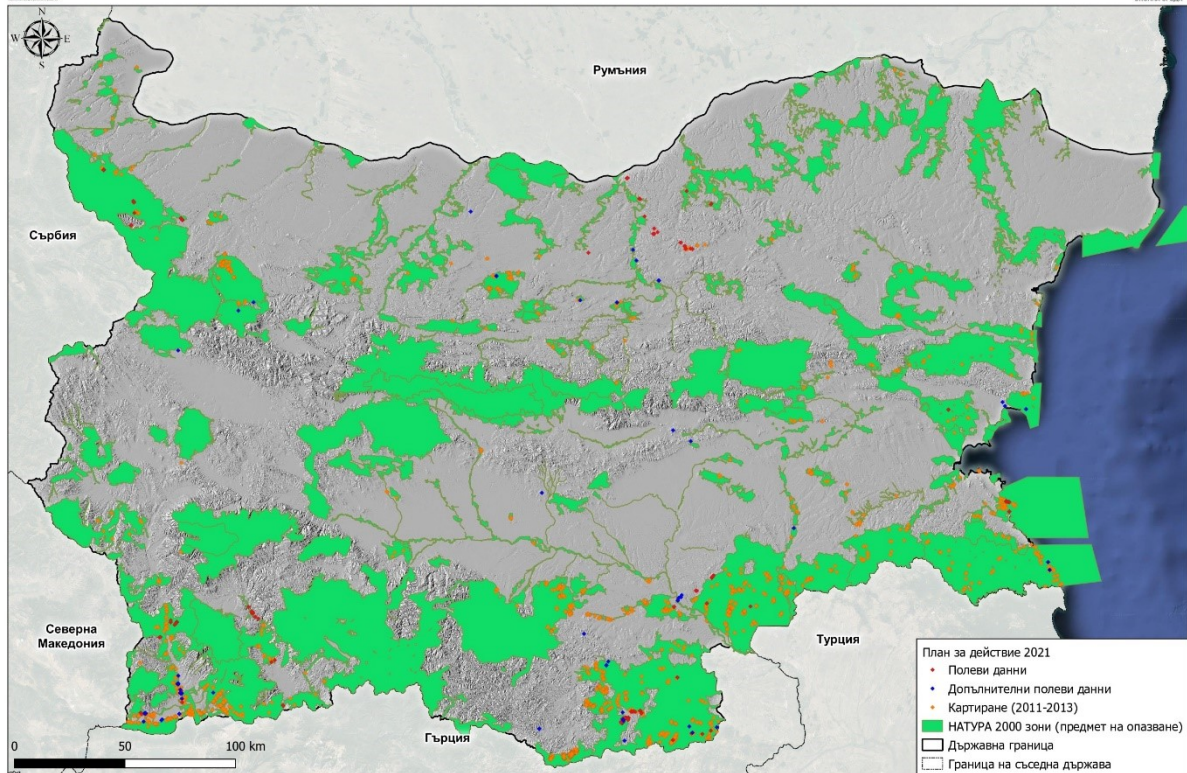 N
W E
S
Румъния
Сърбия
Северна
Македония
Гърция
Турция
План за действие 2021
Полеви данни
Допълнителни полеви данни
Картиране (2011-2013)
НАТУРА 2000 зони (предмет на опазване)
Държавна граница
Граница на съседна държава
0 50 100 km